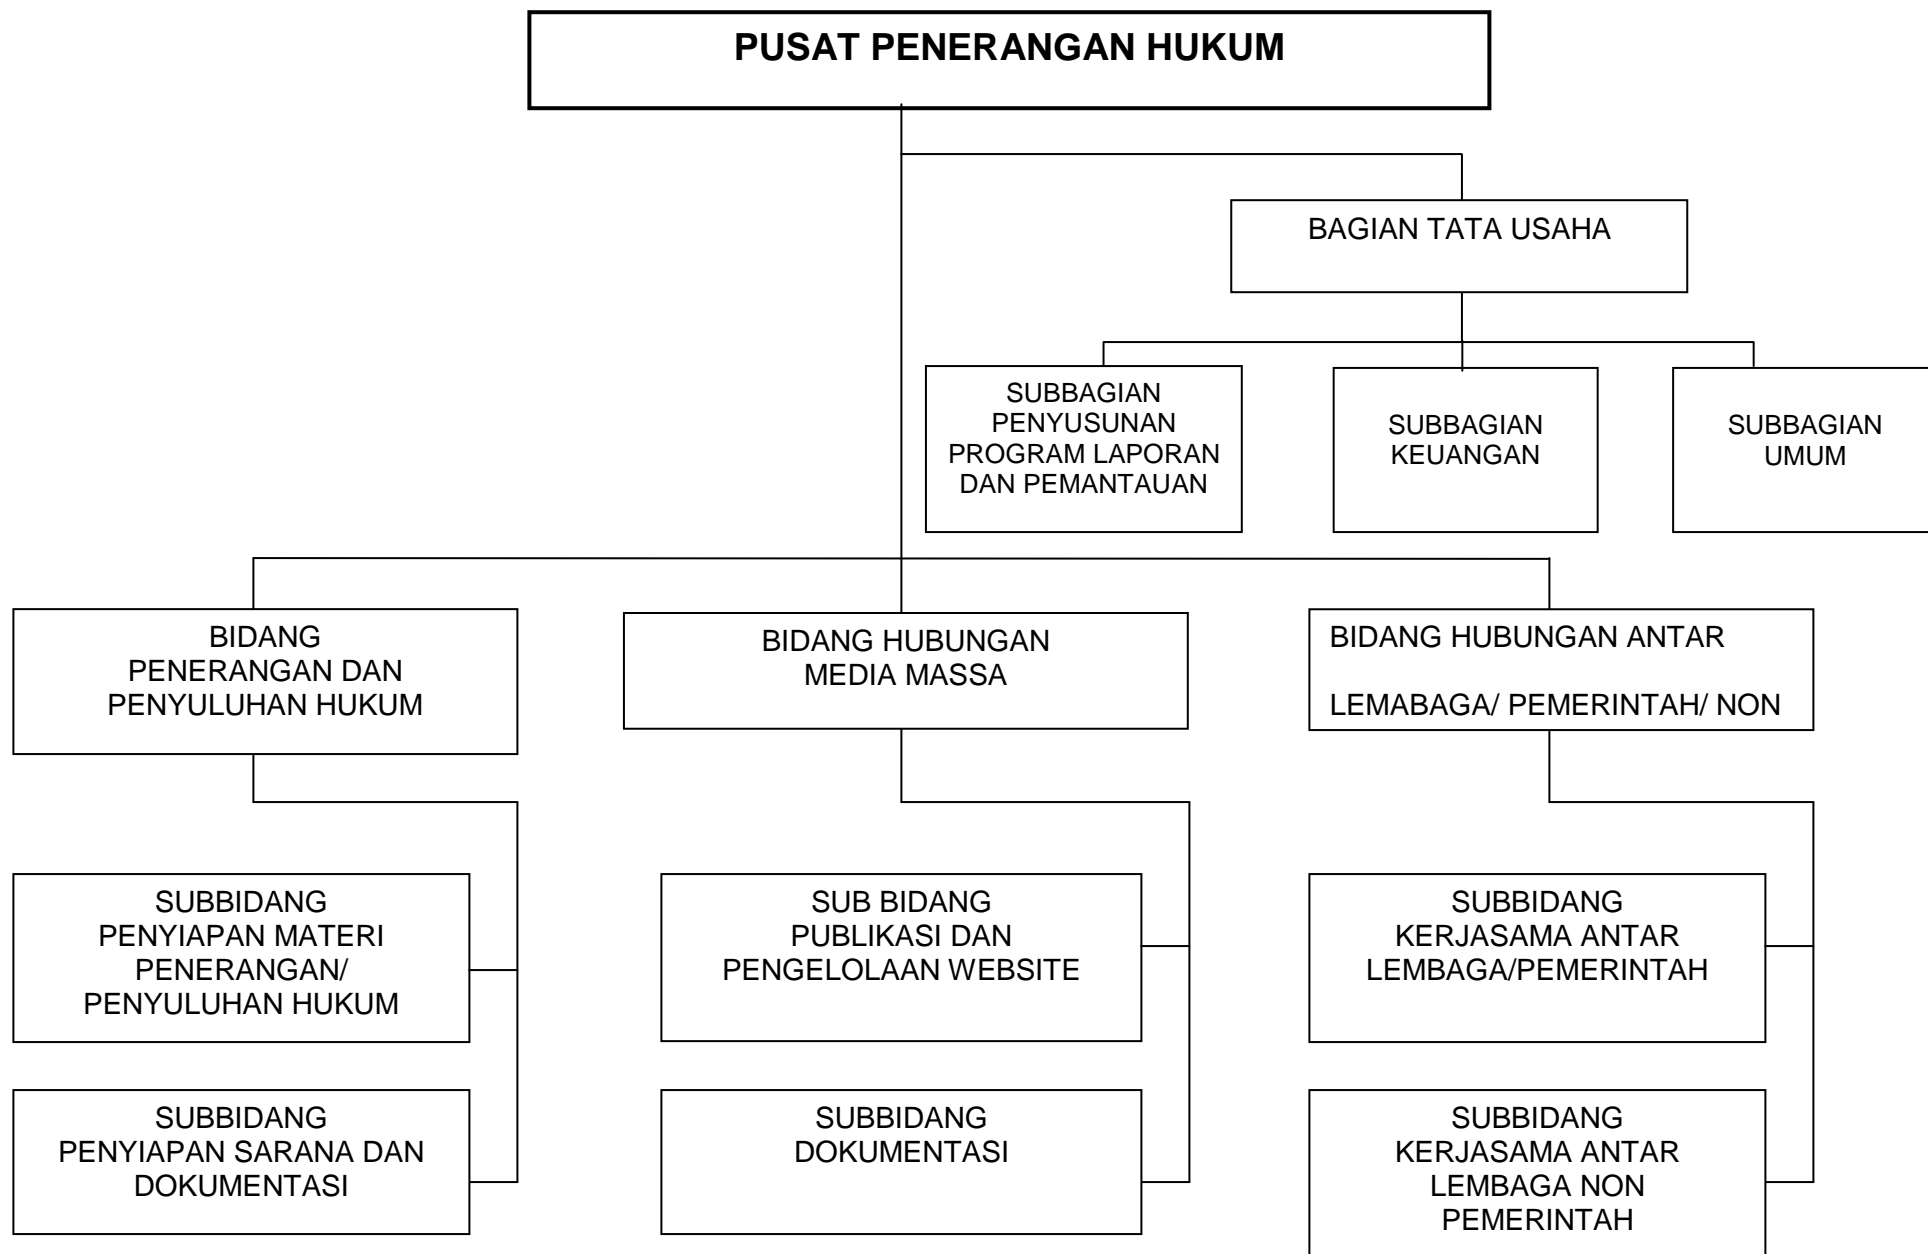 PUSAT PENERANGAN HUKUM
BAGIAN TATA USAHA
SUBBAGIAN
PENYUSUNAN
PROGRAM LAPORAN
DAN PEMANTAUAN
SUBBAGIAN
KEUANGAN
SUBBAGIAN
UMUM
BIDANG
PENERANGAN DAN
PENYULUHAN HUKUM
BIDANG HUBUNGAN
MEDIA MASSA
BIDANG HUBUNGAN ANTAR
LEMABAGA/ PEMERINTAH/ NON
SUBBIDANG
PENYIAPAN MATERI
PENERANGAN/
PENYULUHAN HUKUM
SUB BIDANG
PUBLIKASI DAN
PENGELOLAAN WEBSITE
SUBBIDANG
KERJASAMA ANTAR
LEMBAGA/PEMERINTAH
SUBBIDANG
PENYIAPAN SARANA DAN
DOKUMENTASI
SUBBIDANG
DOKUMENTASI
SUBBIDANG
KERJASAMA ANTAR
LEMBAGA NON
PEMERINTAH